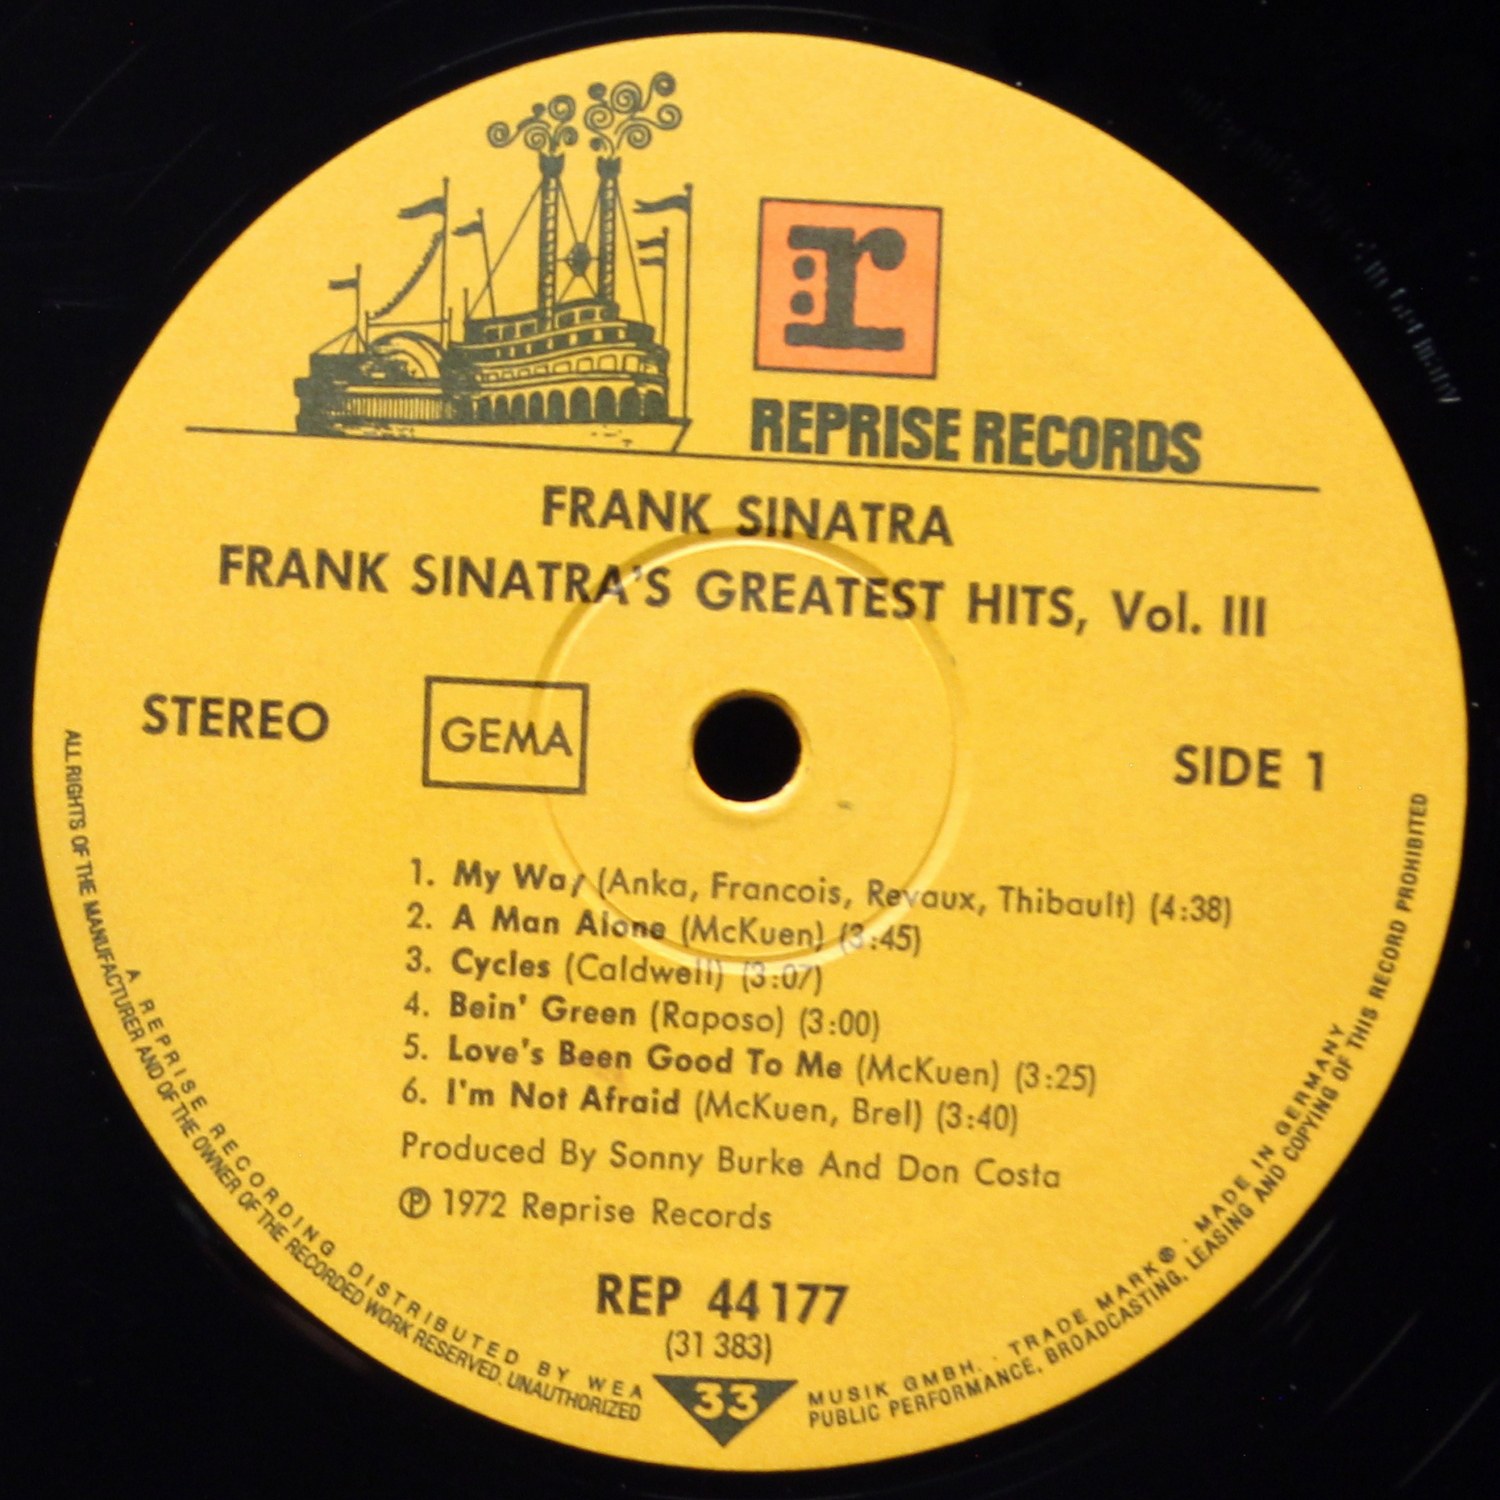 r:
REPRISE RECORDS
FRANK SINATRA
FRANK SINATRA'S GREATEST HITS, Vol. III
STEREO
GEMA
SIDE 1
1. My Way (Anka, Francois, Revaux, Thibault) (4:38)
2. A Man Alone (McKuen) (3:45)
3. Cycles (Caldwell) (3:07)
4. Bein' Green (Raposo) (3:00)
5. Love's Been Good To Me (McKuen) (3:25)
6. I'm Not Afraid (McKuen, Brel) (3:40)
Produced By Sonny Burke And Don Costa
Ⓟ 1972 Reprise Records
REP 44 177
(31 383)
33
A REPRISE RECORDING DISTRIBUTED BY WEA MUSIK GMBH. . TRADE MARK ® . MADE IN GERMANY
ALL RIGHTS OF THE MANUFACTURER AND OF THE OWNER OF THE RECORDED WORK RESERVED. UNAUTHORIZED PUBLIC PERFORMANCE, BROADCASTING, LEASING AND COPYING OF THIS RECORD PROHIBITED